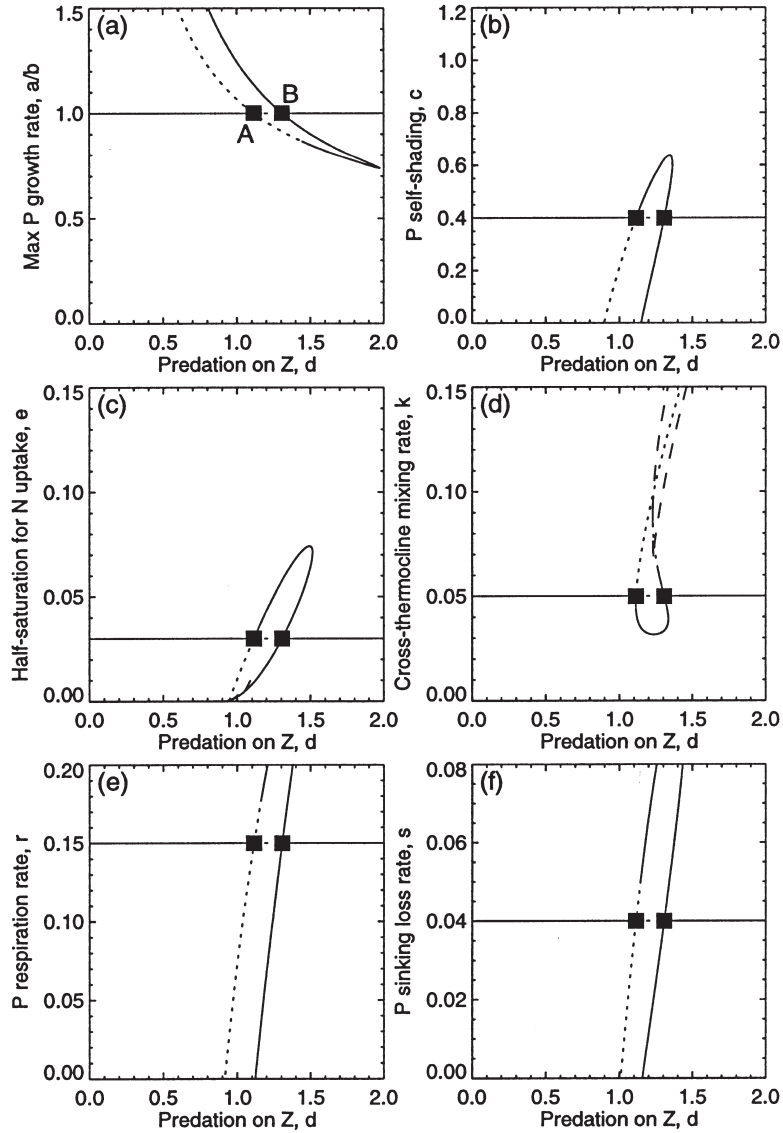 (a)
Max P growth rate, a/b
1.5
1.0
0.5
0.0
A
B
0.0 0.5 1.0 1.5 2.0
Predation on Z, d
(b)
P self-shading, c
1.2
1.0
0.8
0.6
0.4
0.2
0.0
0.0 0.5 1.0 1.5 2.0
Predation on Z, d
(c)
Half-saturation for N uptake, e
0.15
0.10
0.05
0.00
0.0 0.5 1.0 1.5 2.0
Predation on Z, d
(d)
Cross-thermocline mixing rate, k
0.15
0.10
0.05
0.00
0.0 0.5 1.0 1.5 2.0
Predation on Z, d
(e)
P respiration rate, r
0.20
0.15
0.10
0.05
0.00
0.0 0.5 1.0 1.5 2.0
Predation on Z, d
(f)
P sinking loss rate, s
0.08
0.06
0.04
0.02
0.00
0.0 0.5 1.0 1.5 2.0
Predation on Z, d